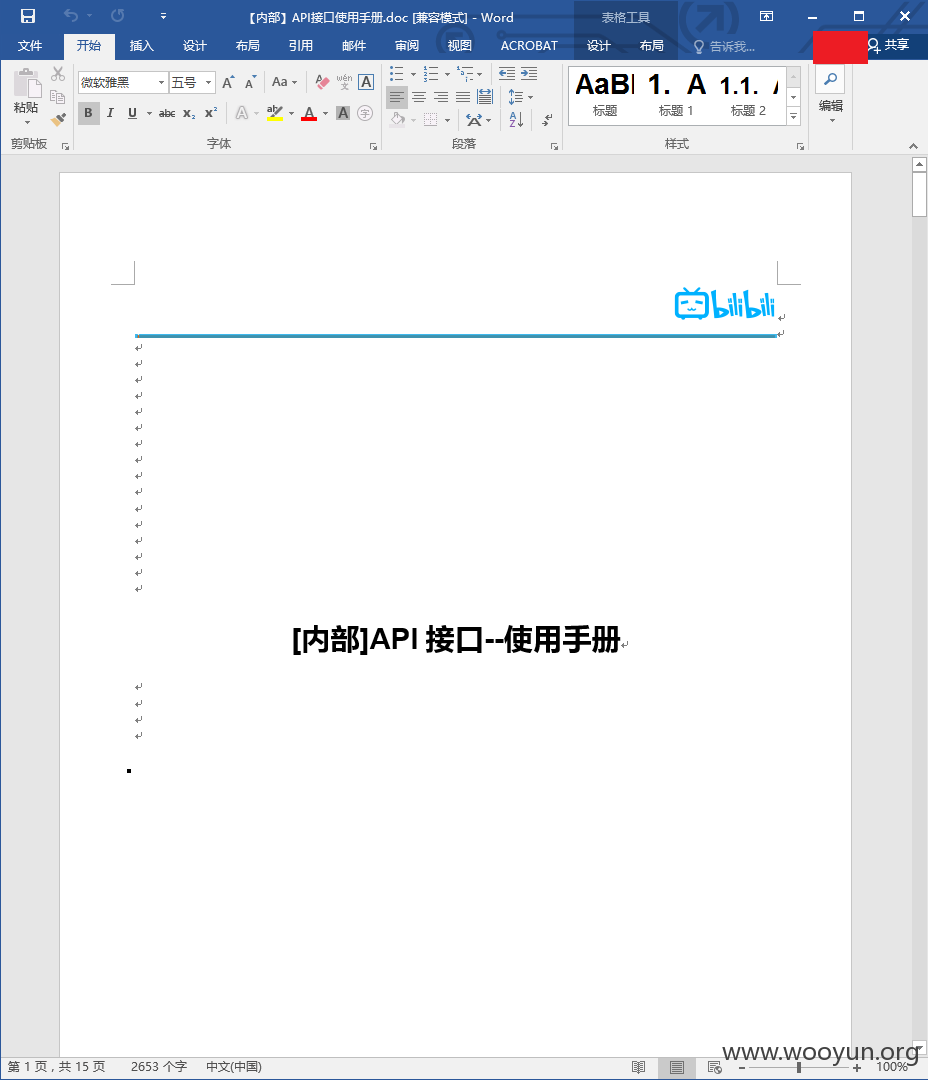 【内部】API接口使用手册.doc [兼容模式] - Word
表格工具
文件 开始 插入 设计 布局 引用 邮件 审阅 视图 ACROBAT 设计 布局 告诉我... 共享
粘贴
微软雅黑 五号 Aa wén 文 A
B I U abc x₂ x² A aby A A 字
AaBl 1. A 1.1. A
标题 标题 1 标题 2
编辑
剪贴板 字体 段落 样式
bilibili
[内部]API 接口--使用手册
第 1 页，共 15 页 2653 个字 中文(中国) 100%
www.wooyun.org